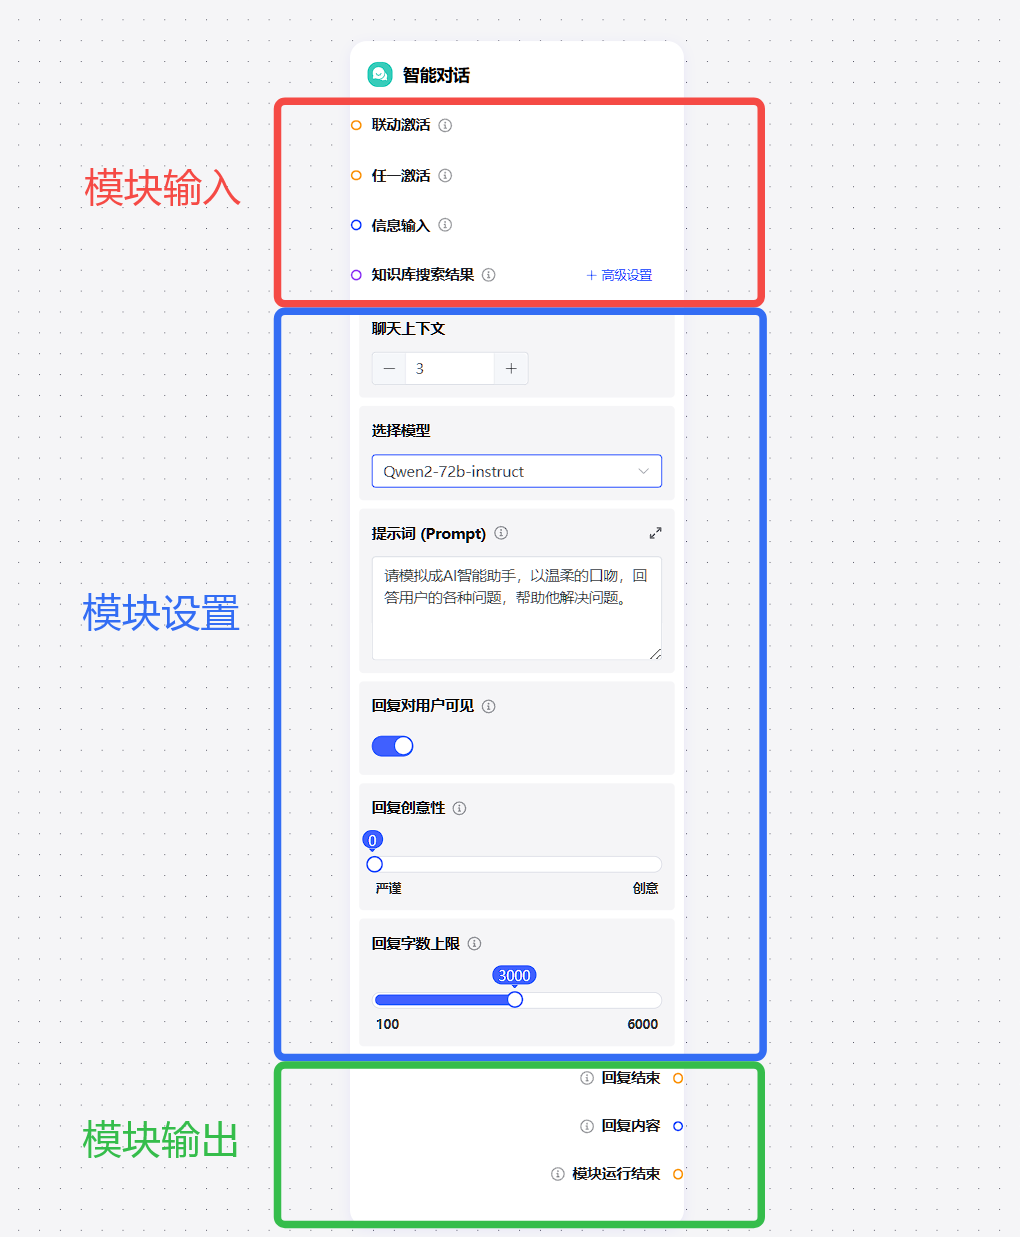 智能对话
联动激活
任一激活
模块输入
信息输入
知识库搜索结果
+ 高级设置
聊天上下文
3
选择模型
Qwen2-72b-instruct
提示词 (Prompt)
请模拟成AI智能助手，以温柔的口吻，回
答用户的各种问题，帮助他解决问题。
模块设置
回复对用户可见
回复创意性
0
严谨 创意
回复字数上限
3000
100 6000
回复结束
回复内容
模块输出
模块运行结束